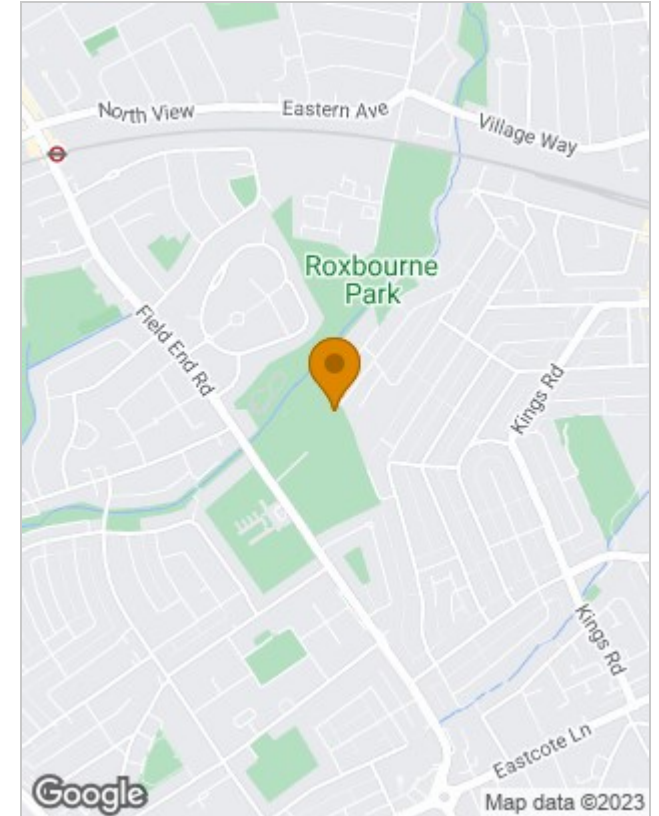 North View
Eastern Ave
Village Way
Roxbourne
Park
Field End Rd
Kings Rd
Kings Rd
Eastcote Ln
Google
Map data ©2023